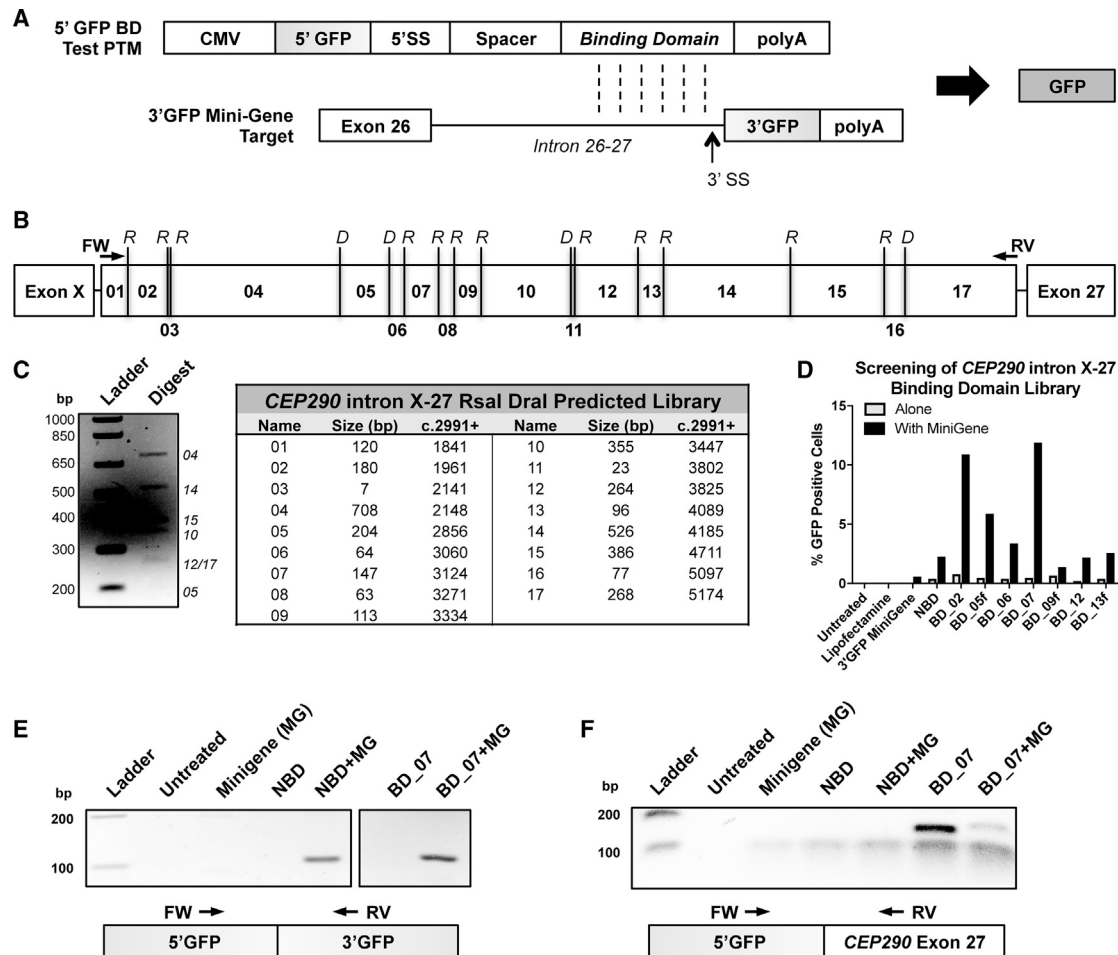 A
5' GFP BD
Test PTM
CMV 5' GFP 5'SS Spacer Binding Domain polyA
GFP
3'GFP Mini-Gene
Target
Exon 26 3'GFP polyA
Intron 26-27
3' SS
B
R R R D D R R R R D R R R R R D
FW RV
Exon X 01 02 04 05 07 09 10 12 13 14 15 17 Exon 27
03 06 08 11 16
C
Ladder Digest
bp
1000
850
650
500
400
300
200
04
14
15
10
12/17
05
CEP290 intron X-27 RsaI DraI Predicted Library
Name Size (bp) c.2991+ Name Size (bp) c.2991+
01 120 1841 10 355 3447
02 180 1961 11 23 3802
03 7 2141 12 264 3825
04 708 2148 13 96 4089
05 204 2856 14 526 4185
06 64 3060 15 386 4711
07 147 3124 16 77 5097
08 63 3271 17 268 5174
09 113 3334
D
Screening of CEP290 intron X-27
Binding Domain Library
Alone
With MiniGene
% GFP Positive Cells
15
10
5
0
Untreated
Lipofectamine
3'GFP MiniGene
NBD
BD_02
BD_05f
BD_06
BD_07
BD_09f
BD_12
BD_13f
E
bp
Ladder
Untreated
Minigene (MG)
NBD
NBD+MG
BD_07
BD_07+MG
200
100
FW RV
5'GFP 3'GFP
F
bp
Ladder
Untreated
Minigene (MG)
NBD
NBD+MG
BD_07
BD_07+MG
200
100
FW RV
5'GFP CEP290 Exon 27